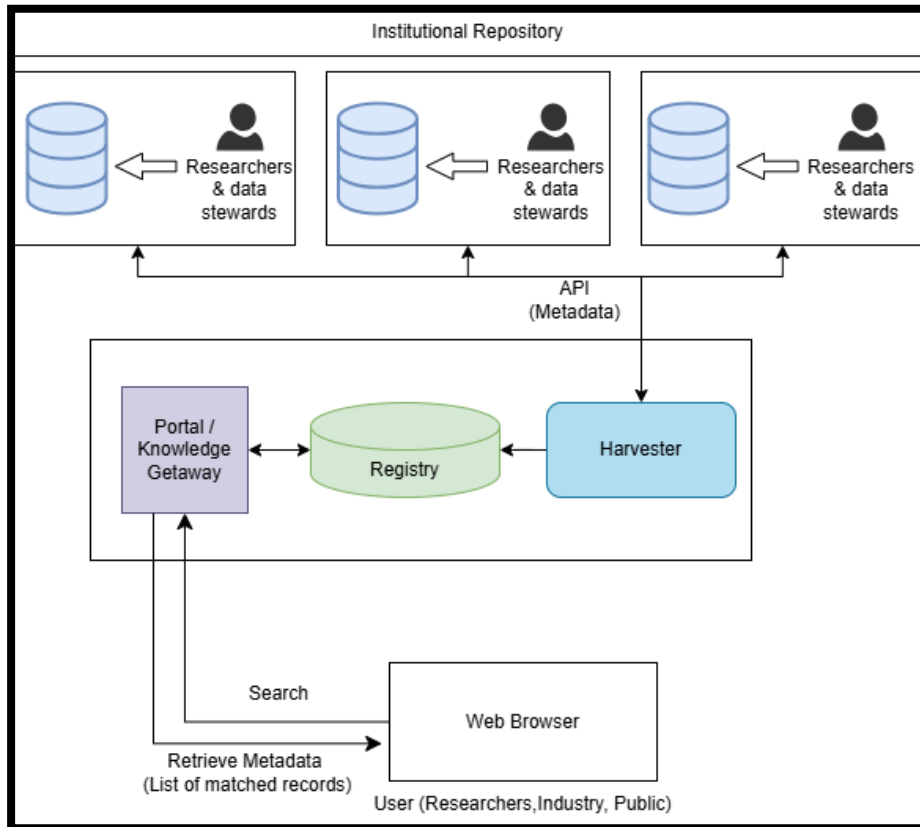 Institutional Repository
Researchers
& data
stewards
Researchers
& data
stewards
Researchers
& data
stewards
API
(Metadata)
Portal /
Knowledge
Getaway
Registry
Harvester
Search
Web Browser
Retrieve Metadata
(List of matched records)
User (Researchers,Industry, Public)